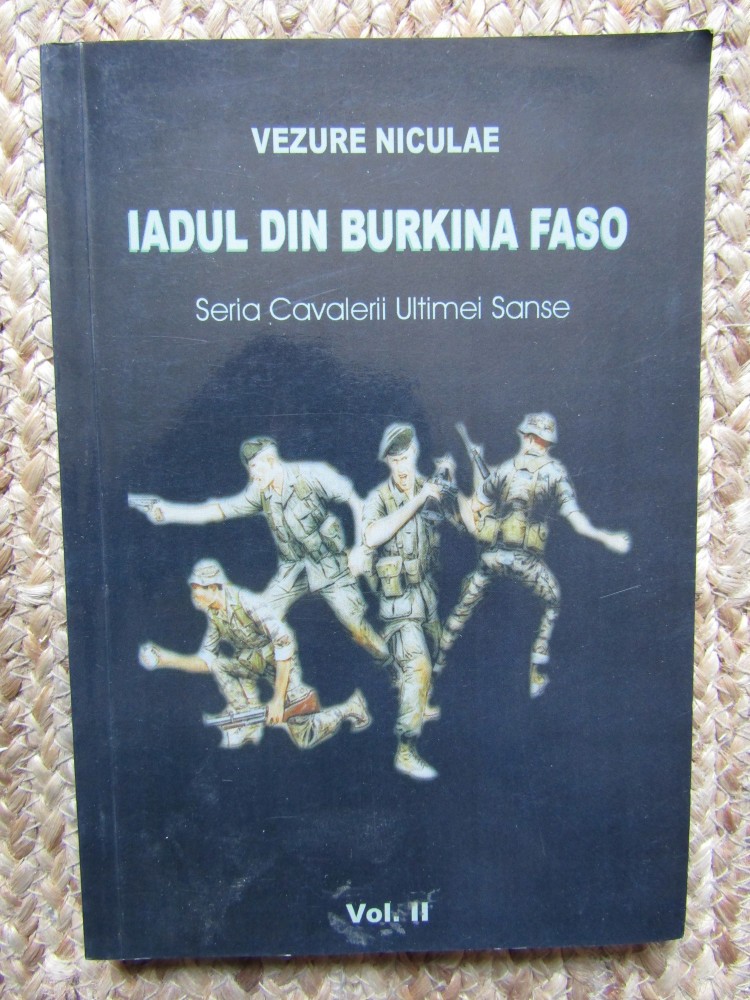 VEZURE NICULAE
IADUL DIN BURKINA FASO
Seria Cavalerii Ultimei Sanse
Vol. II